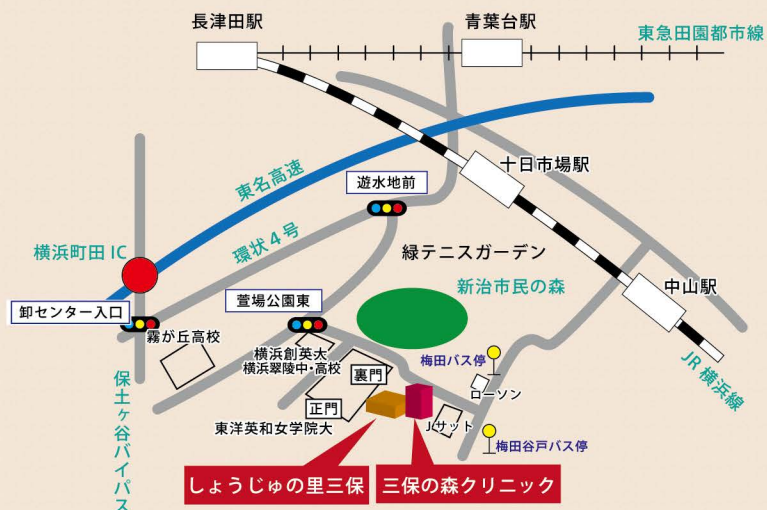 長津田駅
青葉台駅
東急田園都市線
十日市場駅
東名高速
遊水地前
環状4号
緑テニスガーデン
横浜町田IC
新治市民の森
中山駅
卸センター入口
萱場公園東
霧が丘高校
横浜創英大
横浜翠陵中・高校
梅田バス停
JR横浜線
裏門
ローソン
保土ヶ谷バイパス
正門
東洋英和女学院大
Jサット
梅田谷戸バス停
しょうじゅの里三保
三保の森クリニック